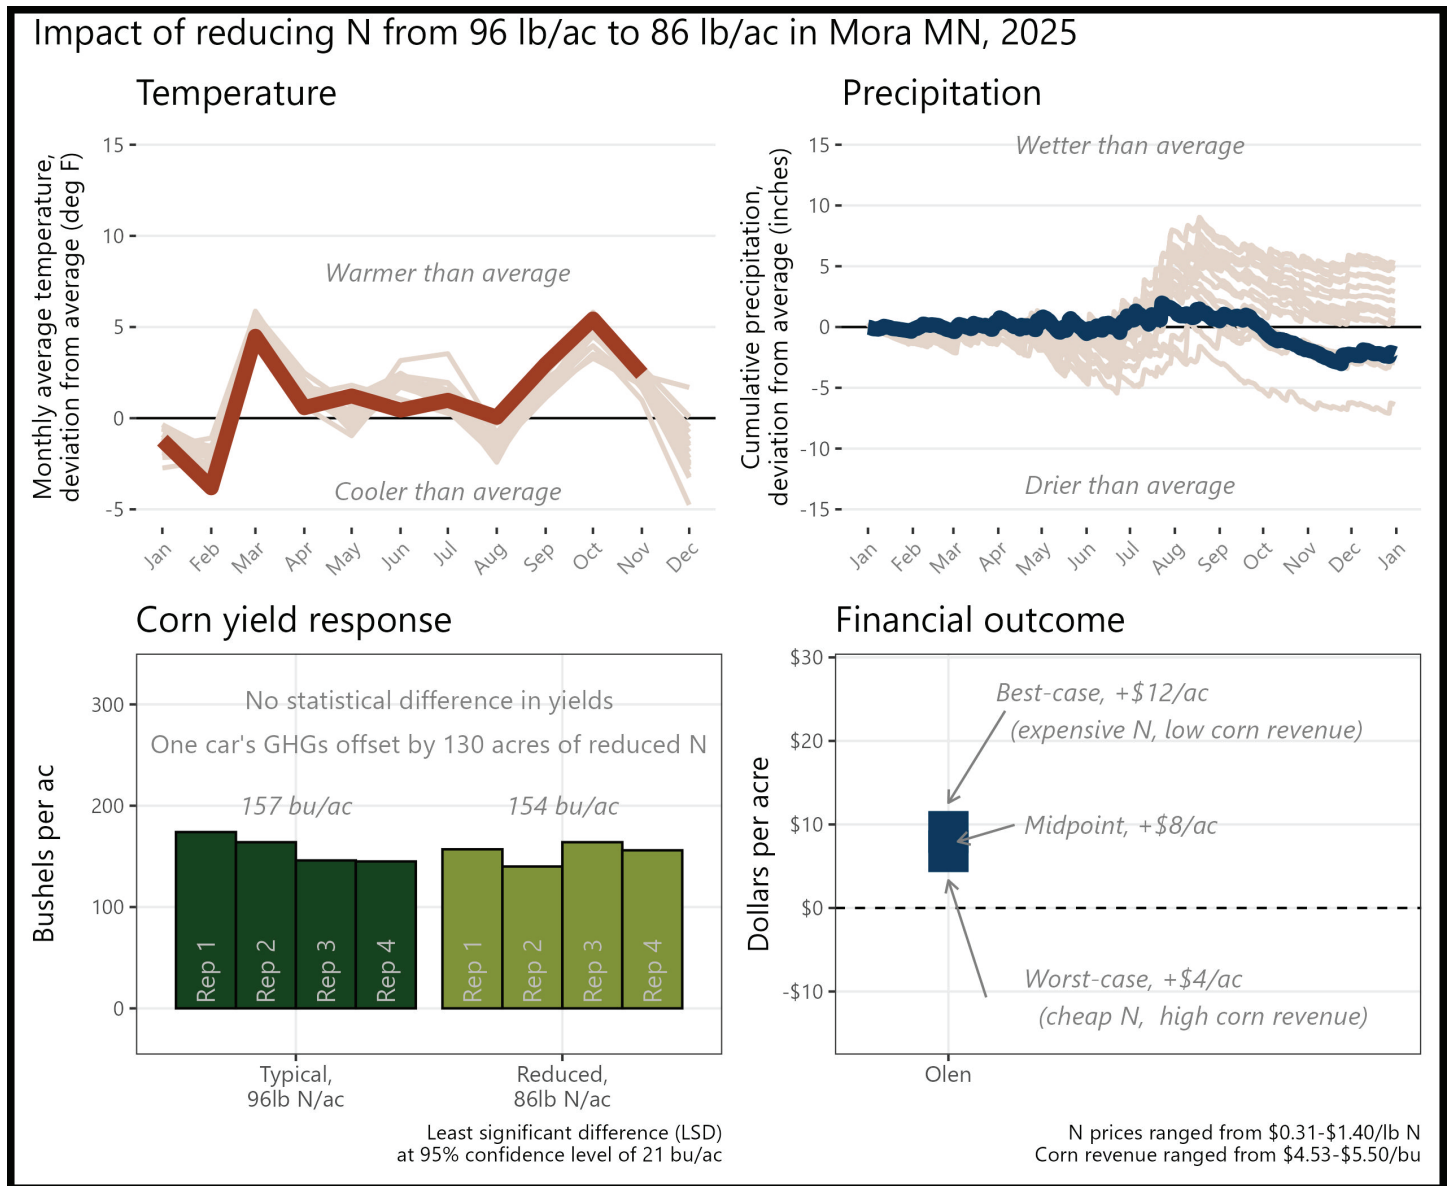 Impact of reducing N from 96 lb/ac to 86 lb/ac in Mora MN, 2025
Temperature
Monthly average temperature,
deviation from average (deg F)
15
10
5
0
-5
Warmer than average
Cooler than average
Jan
Feb
Mar
Apr
May
Jun
Jul
Aug
Sep
Oct
Nov
Dec
Precipitation
Cumulative precipitation,
deviation from average (inches)
15
10
5
0
-5
-10
-15
Wetter than average
Drier than average
Jan
Feb
Mar
Apr
May
Jun
Jul
Aug
Sep
Oct
Nov
Dec
Jan
Corn yield response
Bushels per ac
300
200
100
0
No statistical difference in yields
One car's GHGs offset by 130 acres of reduced N
157 bu/ac
154 bu/ac
Rep 1
Rep 2
Rep 3
Rep 4
Rep 1
Rep 2
Rep 3
Rep 4
Typical,
96lb N/ac
Reduced,
86lb N/ac
Least significant difference (LSD)
at 95% confidence level of 21 bu/ac
Financial outcome
Dollars per acre
$30
$20
$10
$0
-$10
Best-case, +$12/ac
(expensive N, low corn revenue)
Midpoint, +$8/ac
Worst-case, +$4/ac
(cheap N,  high corn revenue)
Olen
N prices ranged from $0.31-$1.40/lb N
Corn revenue ranged from $4.53-$5.50/bu